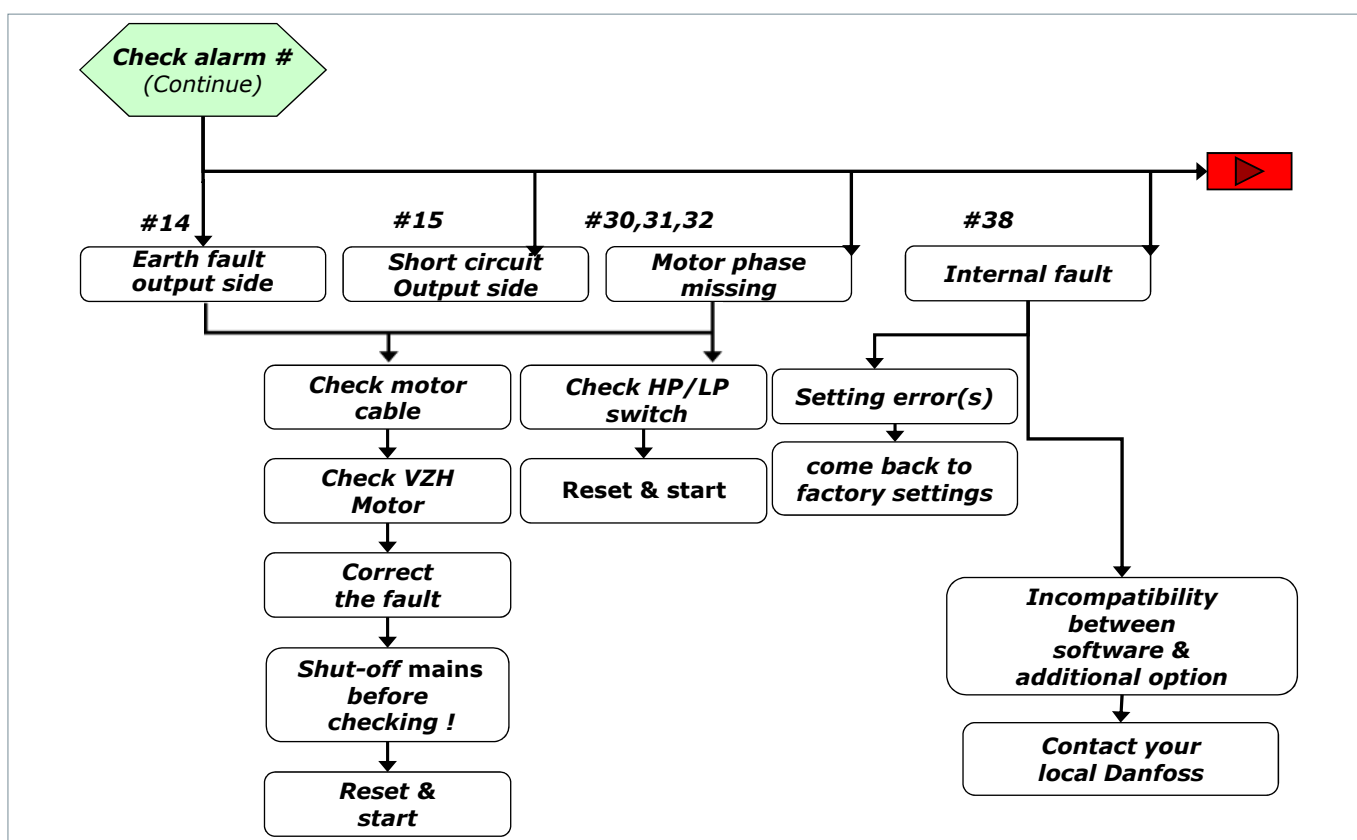 Check alarm #
(Continue)
#14
#15
#30,31,32
#38
Earth fault
output side
Short circuit
Output side
Motor phase
missing
Internal fault
Check motor
cable
Check HP/LP
switch
Setting error(s)
Check VZH
Motor
Reset & start
come back to
factory settings
Correct
the fault
Incompatibility
between
software &
additional option
Shut-off mains
before
checking !
Contact your
local Danfoss
Reset &
start